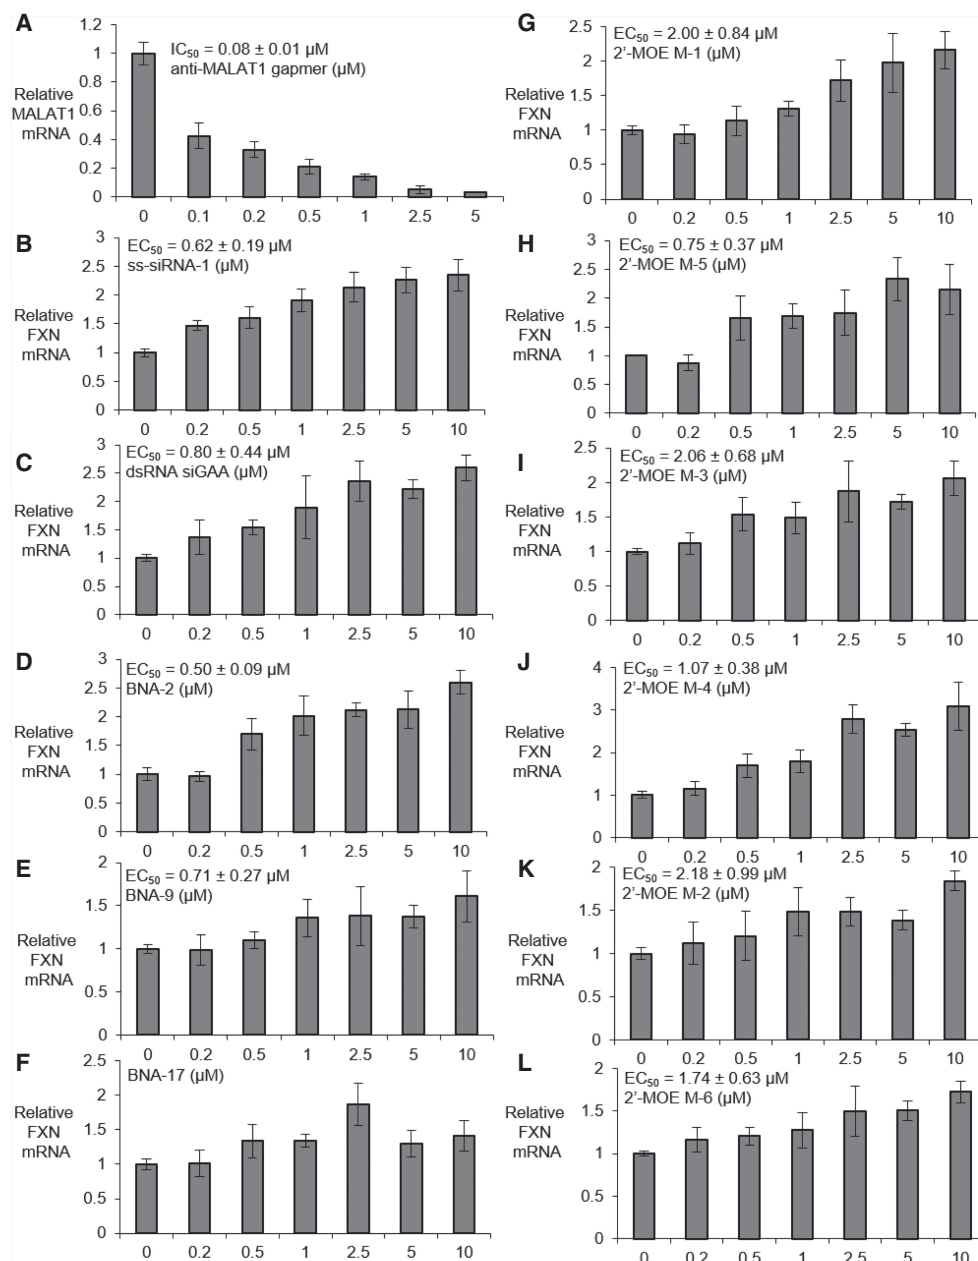 A
1.2
1
0.8
0.6
0.4
0.2
0
Relative
MALAT1
mRNA
IC₅₀ = 0.08 ± 0.01 µM
anti-MALAT1 gapmer (µM)
0 0.1 0.2 0.5 1 2.5 5
B
3
2.5
2
1.5
1
0.5
0
Relative
FXN
mRNA
EC₅₀ = 0.62 ± 0.19 µM
ss-siRNA-1 (µM)
0 0.2 0.5 1 2.5 5 10
C
3
2.5
2
1.5
1
0.5
0
Relative
FXN
mRNA
EC₅₀ = 0.80 ± 0.44 µM
dsRNA siGAA (µM)
0 0.2 0.5 1 2.5 5 10
D
3
2.5
2
1.5
1
0.5
0
Relative
FXN
mRNA
EC₅₀ = 0.50 ± 0.09 µM
BNA-2 (µM)
0 0.2 0.5 1 2.5 5 10
E
2
1.5
1
0.5
0
Relative
FXN
mRNA
EC₅₀ = 0.71 ± 0.27 µM
BNA-9 (µM)
0 0.2 0.5 1 2.5 5 10
F
2.5
2
1.5
1
0.5
0
Relative
FXN
mRNA
BNA-17 (µM)
0 0.2 0.5 1 2.5 5 10
G
2.5
2
1.5
1
0.5
0
Relative
FXN
mRNA
EC₅₀ = 2.00 ± 0.84 µM
2'-MOE M-1 (µM)
0 0.2 0.5 1 2.5 5 10
H
3
2.5
2
1.5
1
0.5
0
Relative
FXN
mRNA
EC₅₀ = 0.75 ± 0.37 µM
2'-MOE M-5 (µM)
0 0.2 0.5 1 2.5 5 10
I
2.5
2
1.5
1
0.5
0
Relative
FXN
mRNA
EC₅₀ = 2.06 ± 0.68 µM
2'-MOE M-3 (µM)
0 0.2 0.5 1 2.5 5 10
J
4
3
2
1
0
Relative
FXN
mRNA
EC₅₀ = 1.07 ± 0.38 µM
2'-MOE M-4 (µM)
0 0.2 0.5 1 2.5 5 10
K
2
1.5
1
0.5
0
Relative
FXN
mRNA
EC₅₀ = 2.18 ± 0.99 µM
2'-MOE M-2 (µM)
0 0.2 0.5 1 2.5 5 10
L
2
1.5
1
0.5
0
Relative
FXN
mRNA
EC₅₀ = 1.74 ± 0.63 µM
2'-MOE M-6 (µM)
0 0.2 0.5 1 2.5 5 10